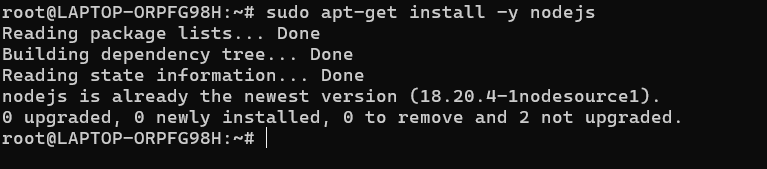 root@LAPTOP-ORPFG98H:~# sudo apt-get install -y nodejs
Reading package lists... Done
Building dependency tree... Done
Reading state information... Done
nodejs is already the newest version (18.20.4-1nodesource1).
0 upgraded, 0 newly installed, 0 to remove and 2 not upgraded.
root@LAPTOP-ORPFG98H:~#